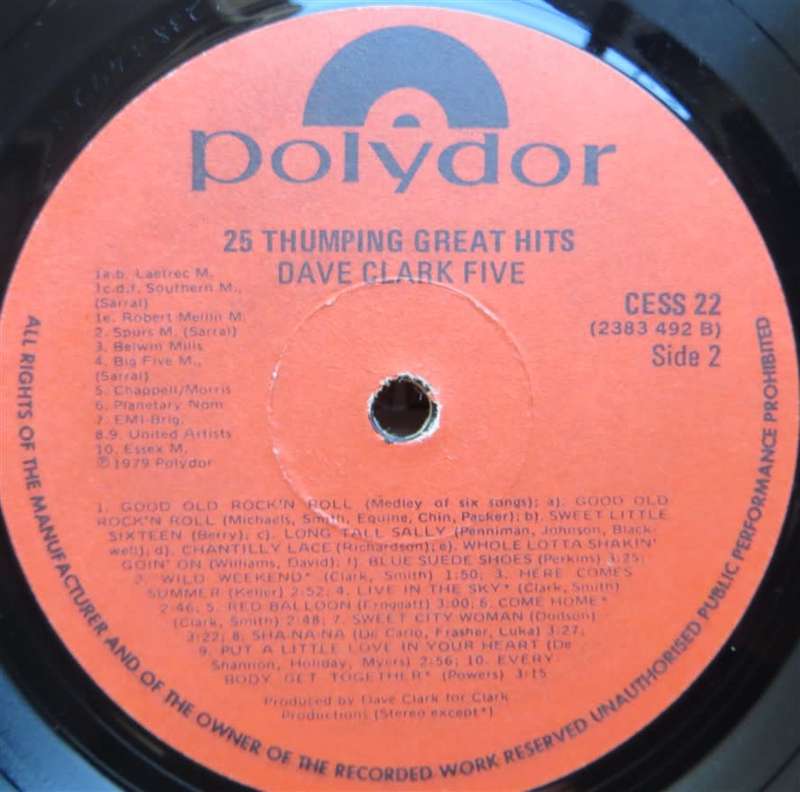 polydor
25 THUMPING GREAT HITS
DAVE CLARK FIVE
1a.b. Laetrec M.
1c.d.f. Southern M.,
(Sarral)
1e. Robert Mellin M.
2. Spurs M. (Sarral)
3. Belwin Mills
4. Big Five M.,
(Sarral)
5. Chappell/Morris
6. Planetary Nom
7. EMI-Brig.
8.9. United Artists
10. Essex M.
℗1979 Polydor
CESS 22
(2383 492 B)
Side 2
1. GOOD OLD ROCK'N ROLL (Medley of six songs); a). GOOD OLD
ROCK'N ROLL (Michaels, Smith, Equine, Chin, Packer); b). SWEET LITTLE
SIXTEEN (Berry); c). LONG TALL SALLY (Penniman, Johnson, Black-
well); d). CHANTILLY LACE (Richardson); e). WHOLE LOTTA SHAKIN'
GOIN' ON (Williams, David); f). BLUE SUEDE SHOES (Perkins) 3:25;
2. WILD WEEKEND* (Clark, Smith) 1:50; 3. HERE COMES
SUMMER (Keller) 2:52; 4. LIVE IN THE SKY* (Clark, Smith)
2:46; 5. RED BALLOON (Froggatt) 3:00; 6. COME HOME*
(Clark, Smith) 2:48; 7. SWEET CITY WOMAN (Dodson)
3:22; 8. SHA-NA-NA (De Carlo, Frasher, Luka) 3:27;
9. PUT A LITTLE LOVE IN YOUR HEART (De
Shannon, Holiday, Myers) 2:56; 10. EVERY
BODY GET TOGETHER* (Powers) 3:15
Produced by Dave Clark for Clark
Productions (Stereo except*)
ALL RIGHTS OF THE MANUFACTURER AND OF THE OWNER OF THE RECORDED WORK RESERVED UNAUTHORISED PUBLIC PERFORMANCE PROHIBITED